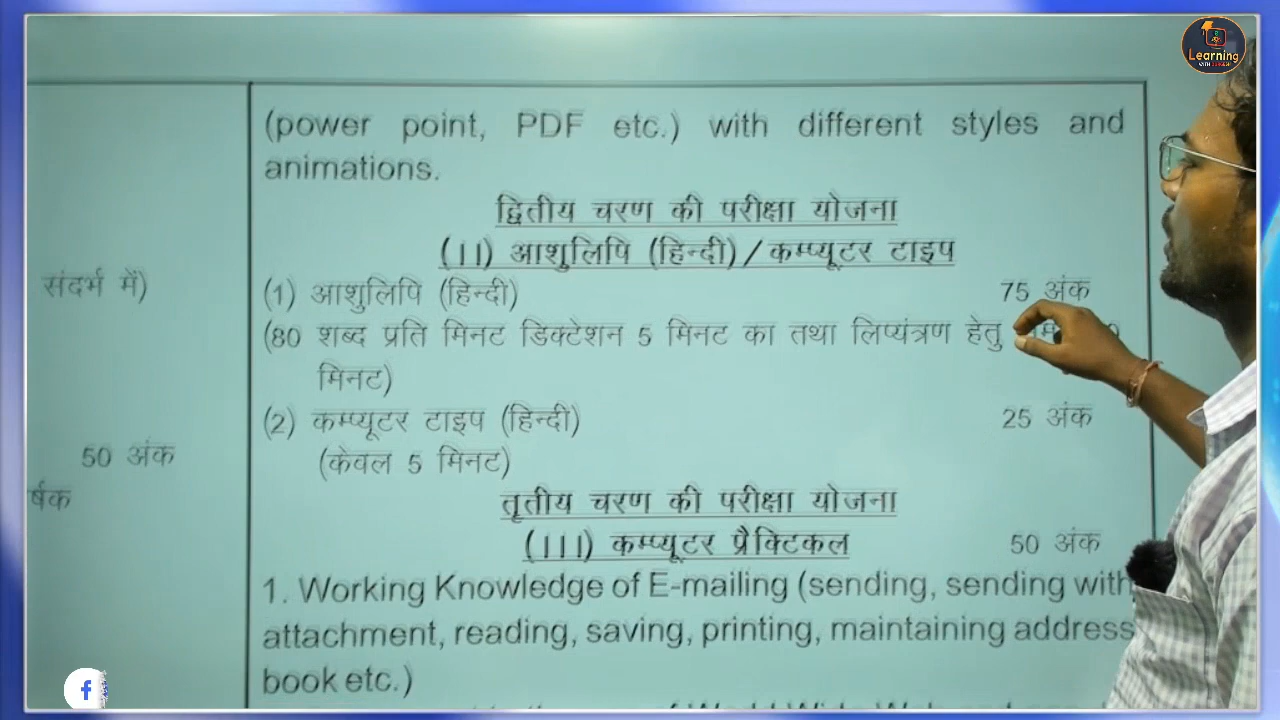 Learning
(power point, PDF etc.) with different styles and
animations.
द्वितीय चरण की परीक्षा योजना
(II) आशुलिपि (हिन्दी)/कम्प्यूटर टाइप
संदर्भ में)
(1) आशुलिपि (हिन्दी) 75 अंक
(80 शब्द प्रति मिनट डिक्टेशन 5 मिनट का तथा लिप्यंत्रण हेतु
मिनट)
(2) कम्प्यूटर टाइप (हिन्दी) 25 अंक
50 अंक
(केवल 5 मिनट)
र्षक
तृतीय चरण की परीक्षा योजना
(III) कम्प्यूटर प्रैक्टिकल 50 अंक
1. Working Knowledge of E-mailing (sending, sending with
attachment, reading, saving, printing, maintaining address
book etc.)
f